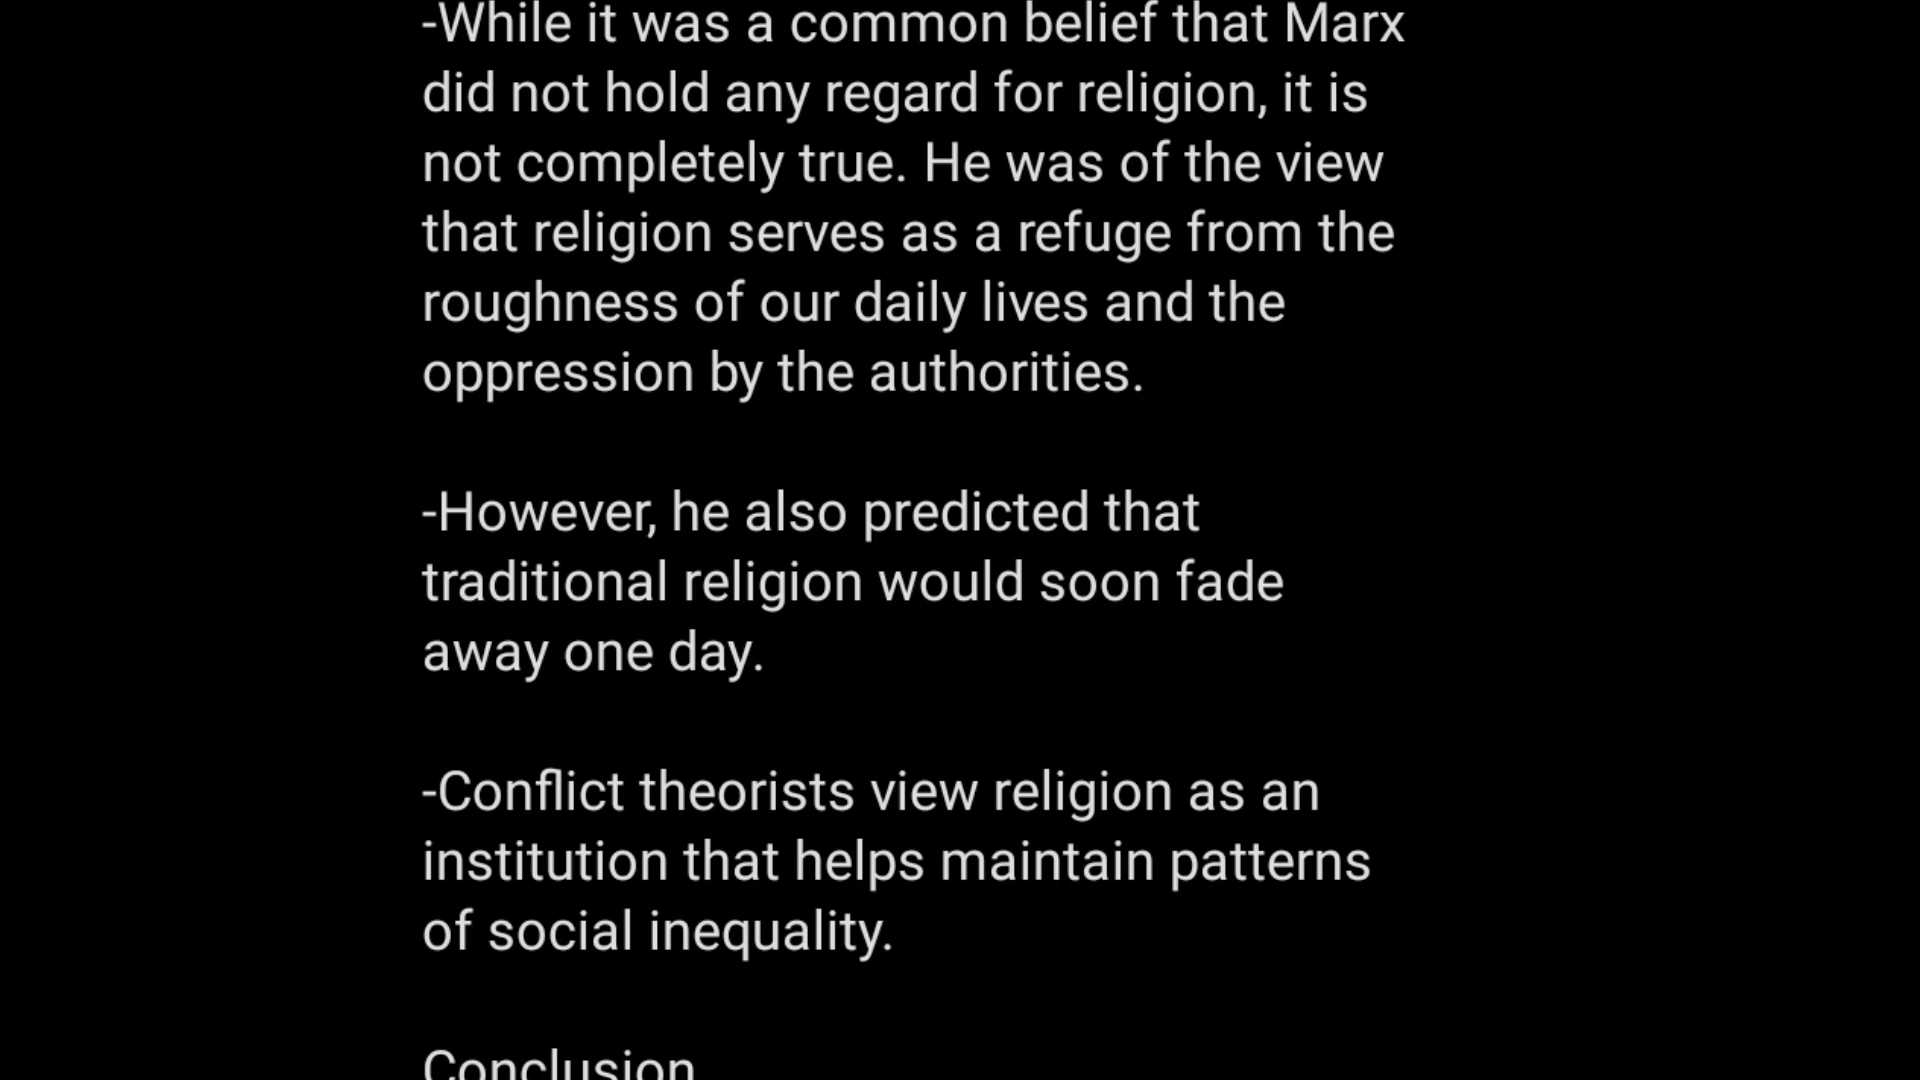 -While it was a common belief that Marx
did not hold any regard for religion, it is
not completely true. He was of the view
that religion serves as a refuge from the
roughness of our daily lives and the
oppression by the authorities.
-However, he also predicted that
traditional religion would soon fade
away one day.
-Conflict theorists view religion as an
institution that helps maintain patterns
of social inequality.
Conclusion